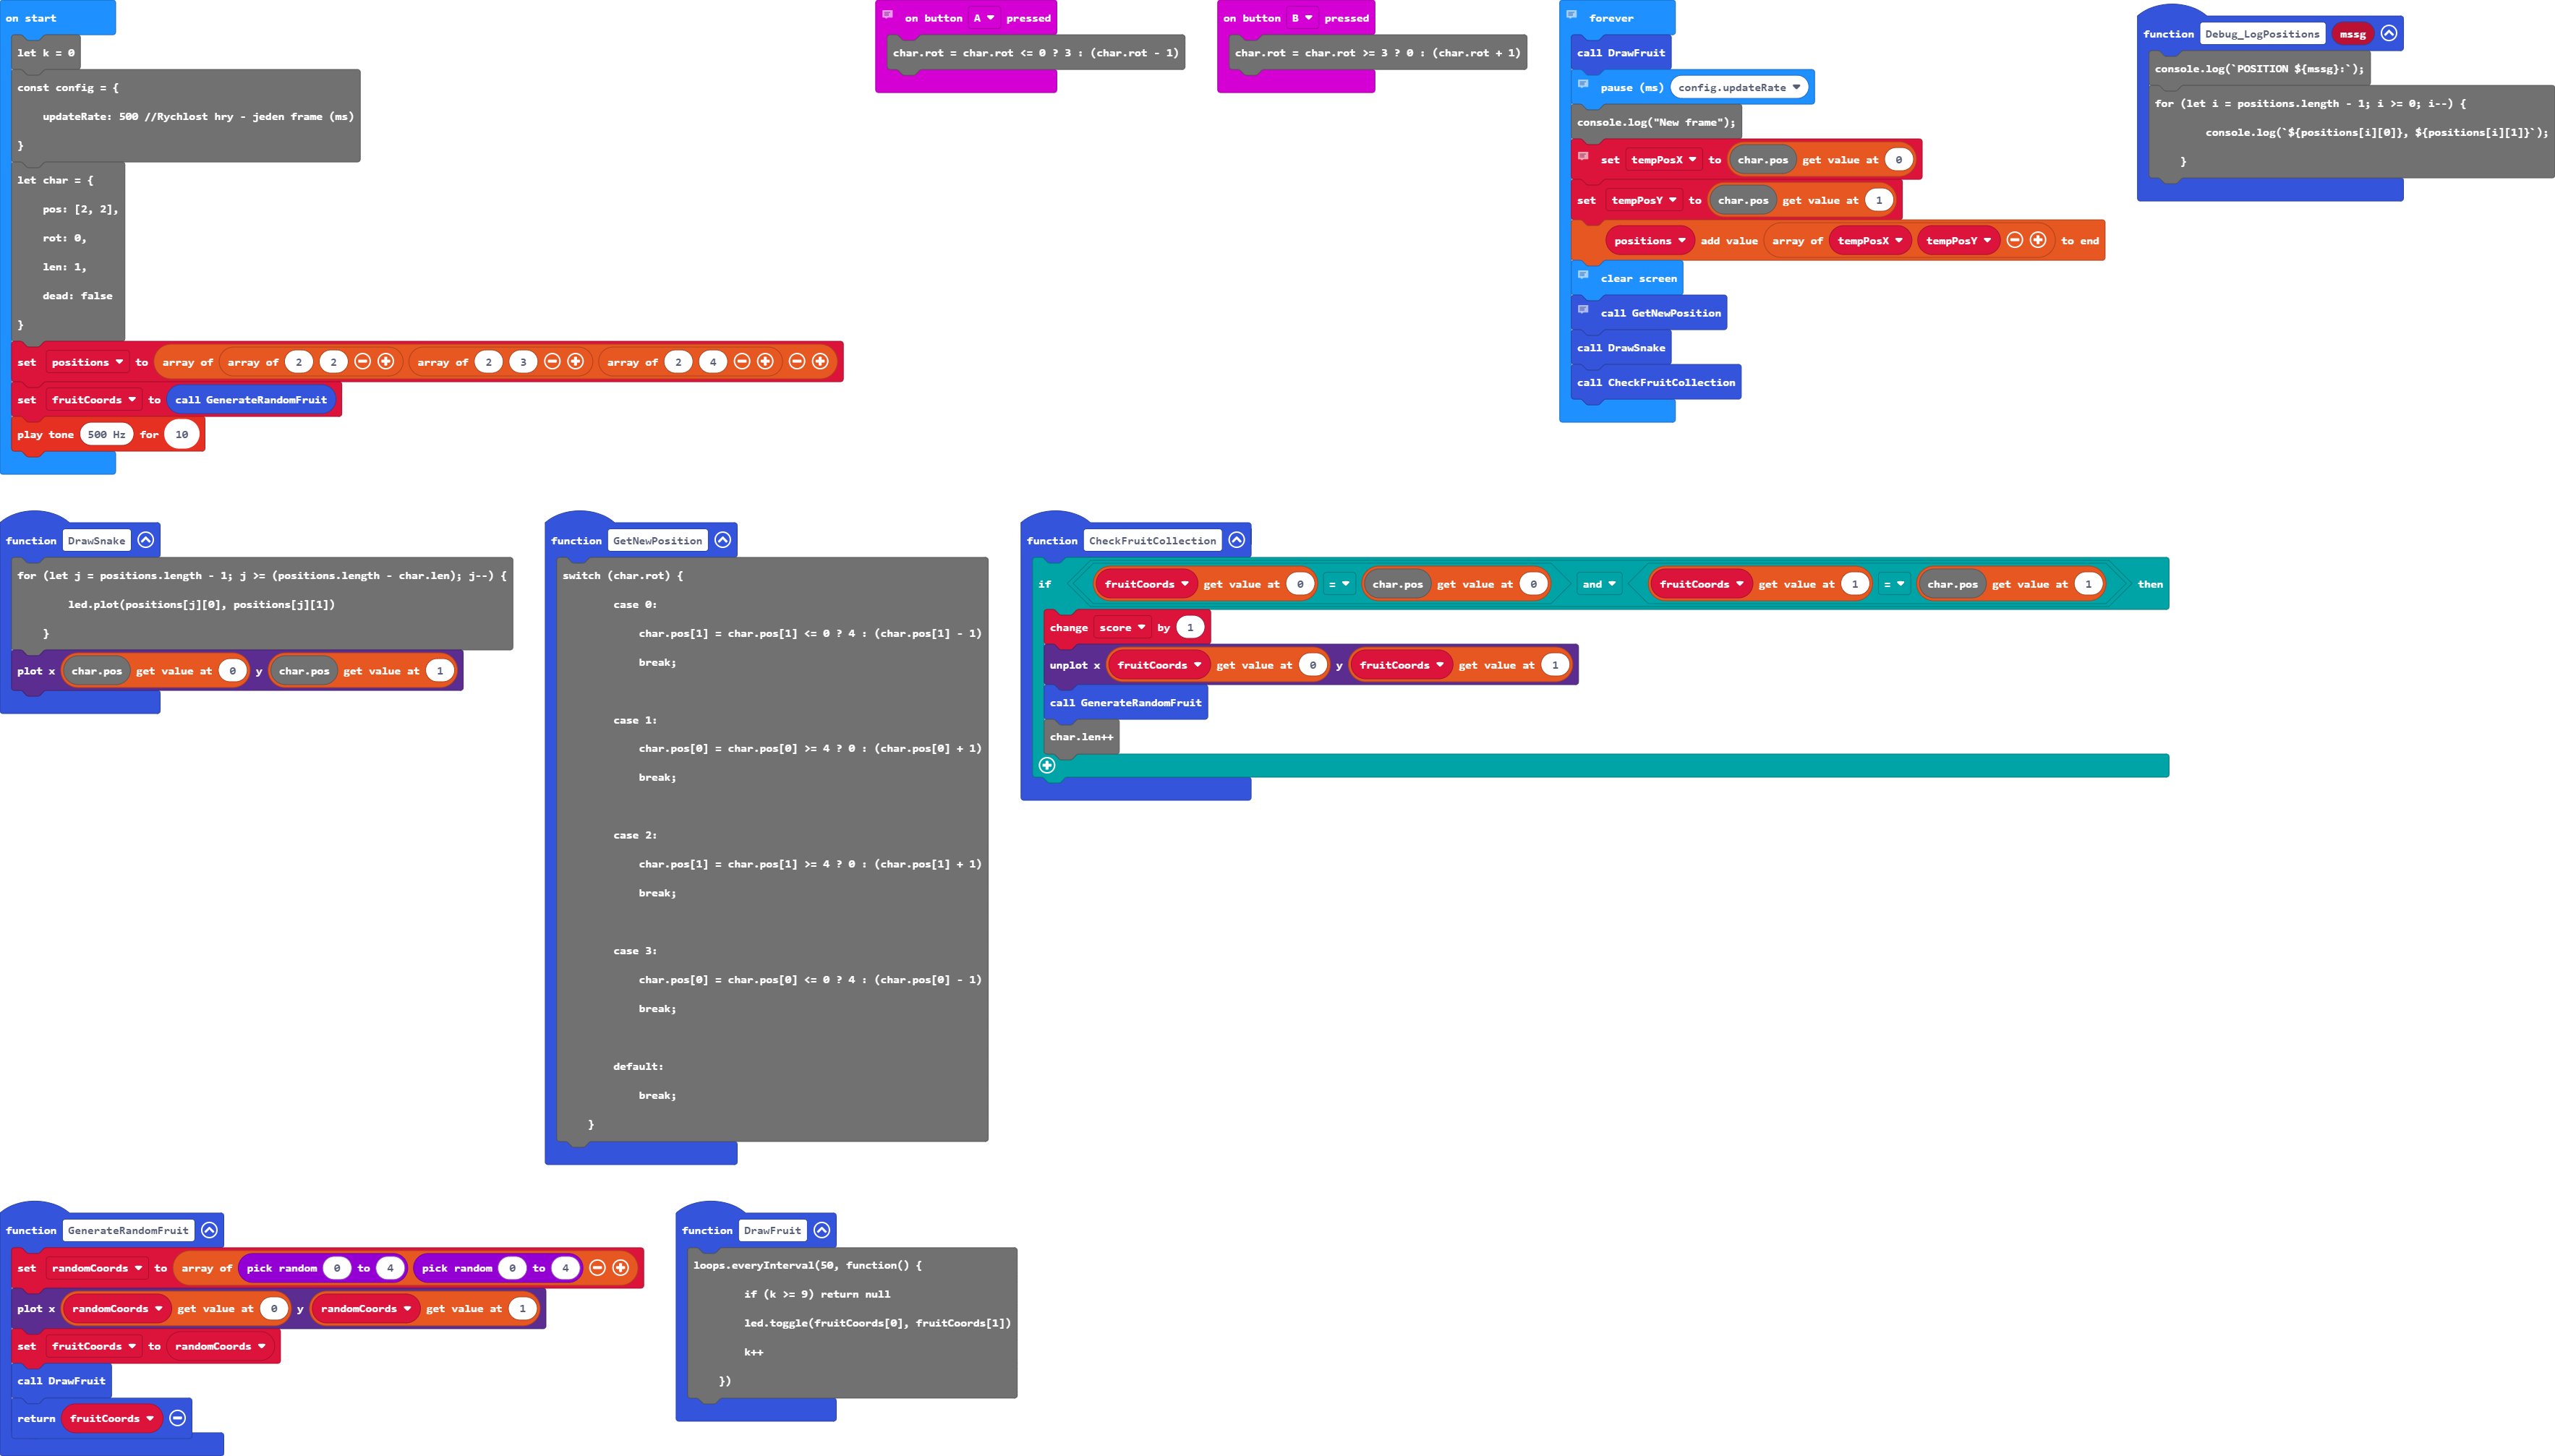 on start
let k = 0
const config = {
updateRate: 500 //Rychlost hry - jeden frame (ms)
}
let char = {
pos: [2, 2],
rot: 0,
len: 1,
dead: false
}
set positions to array of array of 2 2 array of 2 3 array of 2 4
set fruitCoords to call GenerateRandomFruit
play tone 500 Hz for 10
on button A pressed
char.rot = char.rot <= 0 ? 3 : (char.rot - 1)
on button B pressed
char.rot = char.rot >= 3 ? 0 : (char.rot + 1)
forever
call DrawFruit
pause (ms) config.updateRate
console.log("New frame");
set tempPosX to char.pos get value at 0
set tempPosY to char.pos get value at 1
positions add value array of tempPosX tempPosY to end
clear screen
call GetNewPosition
call DrawSnake
call CheckFruitCollection
function Debug_LogPositions mssg
console.log(`POSITION ${mssg}:`);
for (let i = positions.length - 1; i >= 0; i--) {
console.log(`${positions[i][0]}, ${positions[i][1]}`);
}
function DrawSnake
for (let j = positions.length - 1; j >= (positions.length - char.len); j--) {
led.plot(positions[j][0], positions[j][1])
}
plot x char.pos get value at 0 y char.pos get value at 1
function GetNewPosition
switch (char.rot) {
case 0:
char.pos[1] = char.pos[1] <= 0 ? 4 : (char.pos[1] - 1)
break;
case 1:
char.pos[0] = char.pos[0] >= 4 ? 0 : (char.pos[0] + 1)
break;
case 2:
char.pos[1] = char.pos[1] >= 4 ? 0 : (char.pos[1] + 1)
break;
case 3:
char.pos[0] = char.pos[0] <= 0 ? 4 : (char.pos[0] - 1)
break;
default:
break;
}
function CheckFruitCollection
if fruitCoords get value at 0 = char.pos get value at 0 and fruitCoords get value at 1 = char.pos get value at 1 then
change score by 1
unplot x fruitCoords get value at 0 y fruitCoords get value at 1
call GenerateRandomFruit
char.len++
function GenerateRandomFruit
set randomCoords to array of pick random 0 to 4 pick random 0 to 4
plot x randomCoords get value at 0 y randomCoords get value at 1
set fruitCoords to randomCoords
call DrawFruit
return fruitCoords
function DrawFruit
loops.everyInterval(50, function() {
if (k >= 9) return null
led.toggle(fruitCoords[0], fruitCoords[1])
k++
})